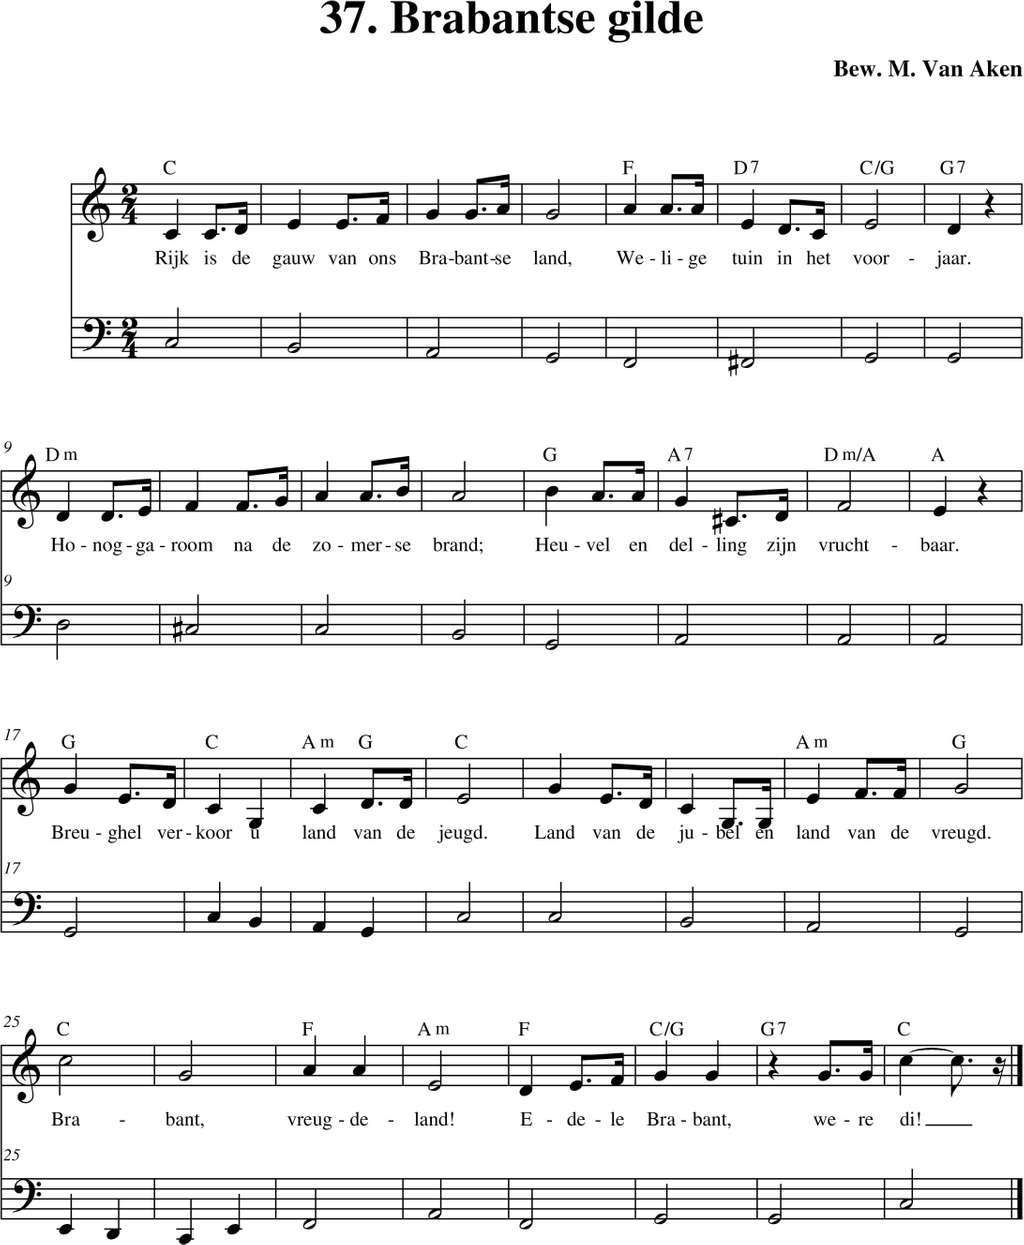 37. Brabantse gilde
Bew. M. Van Aken
C F D7 C/G G7
Rijk is de gauw van ons Bra-bant-se land, We-li-ge tuin in het voor- jaar.
9
Dm G A7 Dm/A A
Ho-nog-ga-room na de zo-mer-se brand; Heu-vel en del-ling zijn vrucht- baar.
9
17
G C Am G C Am G
Breu-ghel ver-koor u land van de jeugd. Land van de ju-bel en land van de vreugd.
17
25
C F Am F C/G G7 C
Bra- bant, vreug-de-land! E-de-le Bra-bant, we-re di!
25